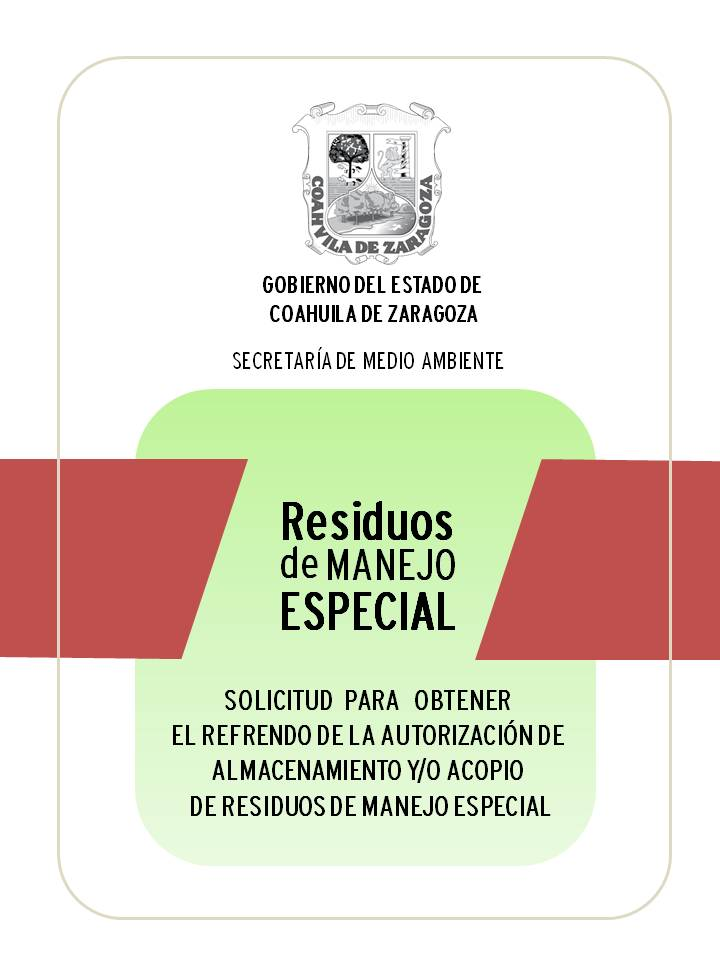 COAHVILA DE ZARAGOZA
GOBIERNO DEL ESTADO DE
COAHUILA DE ZARAGOZA
SECRETARÍA DE MEDIO AMBIENTE
Residuos
de MANEJO
ESPECIAL
SOLICITUD PARA OBTENER
EL REFRENDO DE LA AUTORIZACIÓN DE
ALMACENAMIENTO Y/O ACOPIO
DE RESIDUOS DE MANEJO ESPECIAL